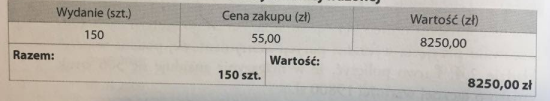 Wydanie (szt.) Cena zakupu (zł) Wartość (zł)
150 55,00 8250,00
Razem: Wartość:
150 szt. 8250,00 zł